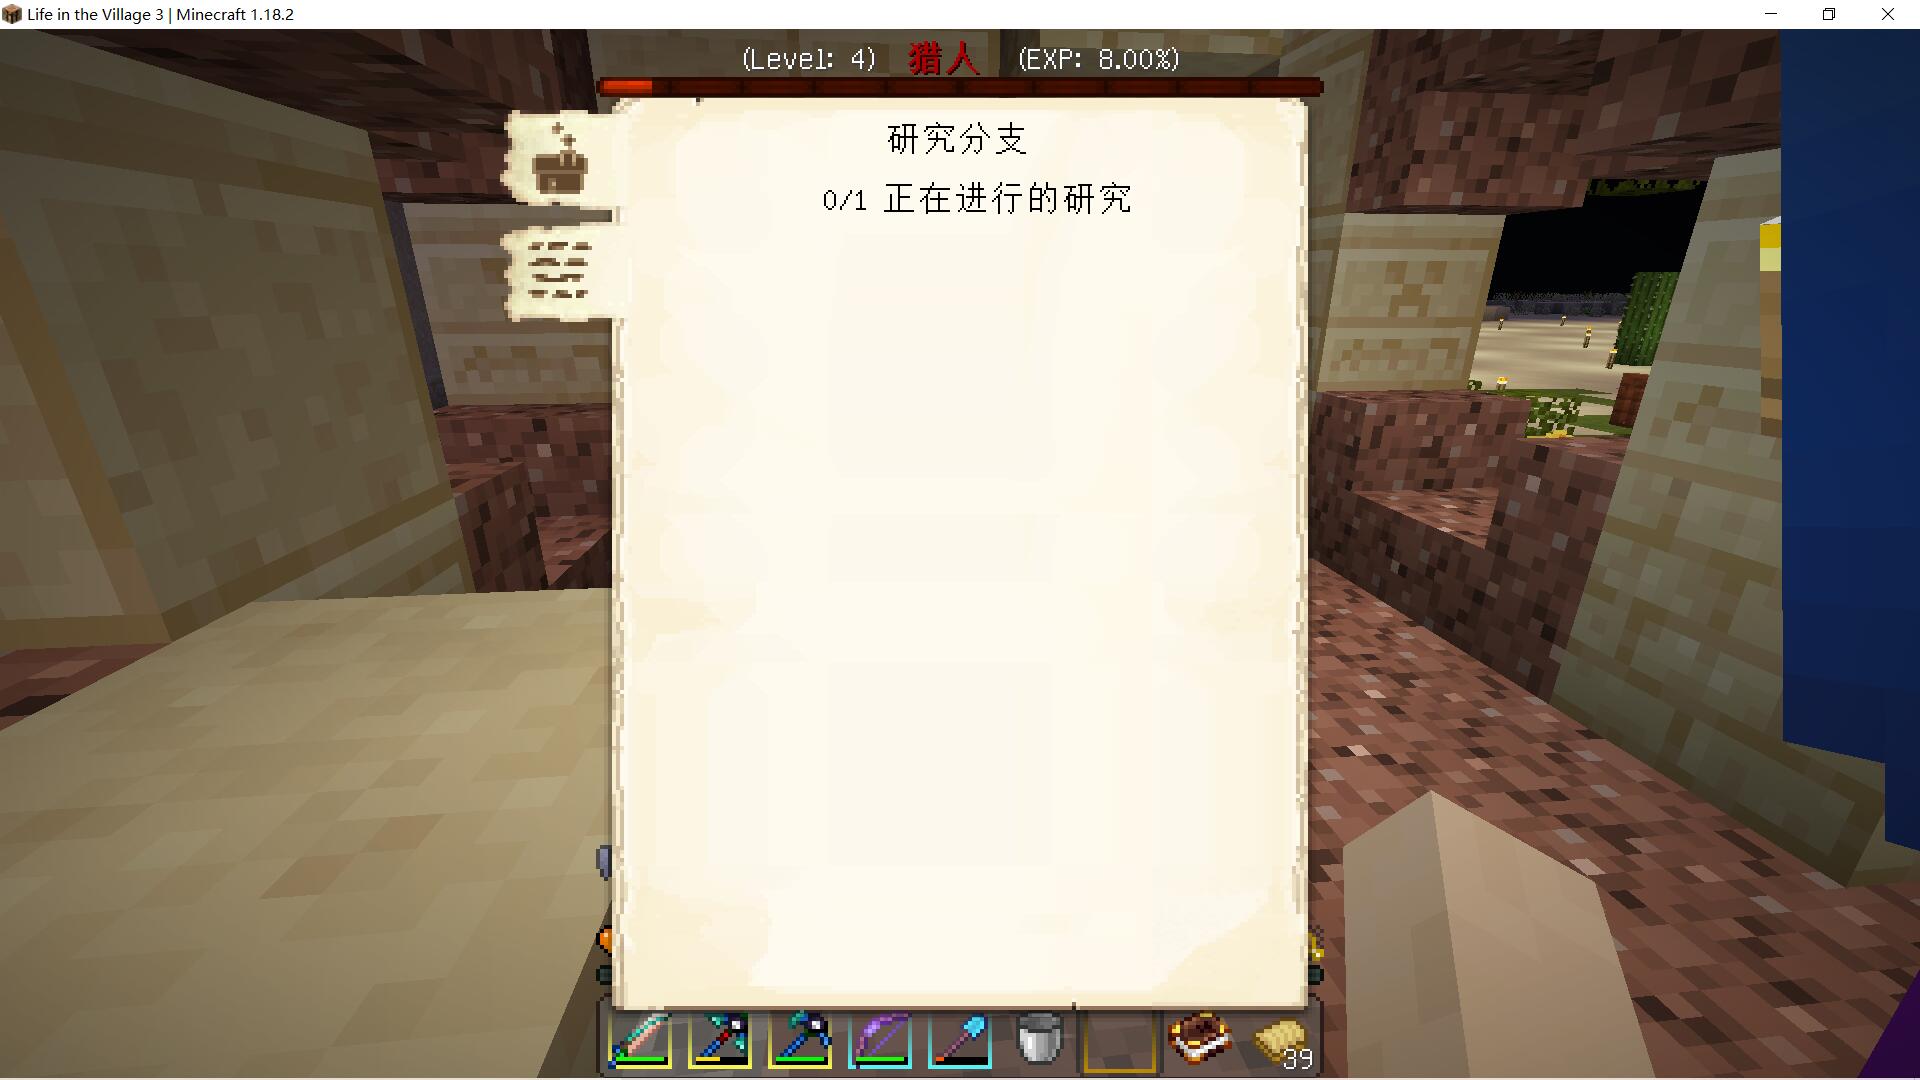 Life in the Village 3 | Minecraft 1.18.2
(Level: 4) 猎人 (EXP: 8.00%)
研究分支
0/1 正在进行的研究
39